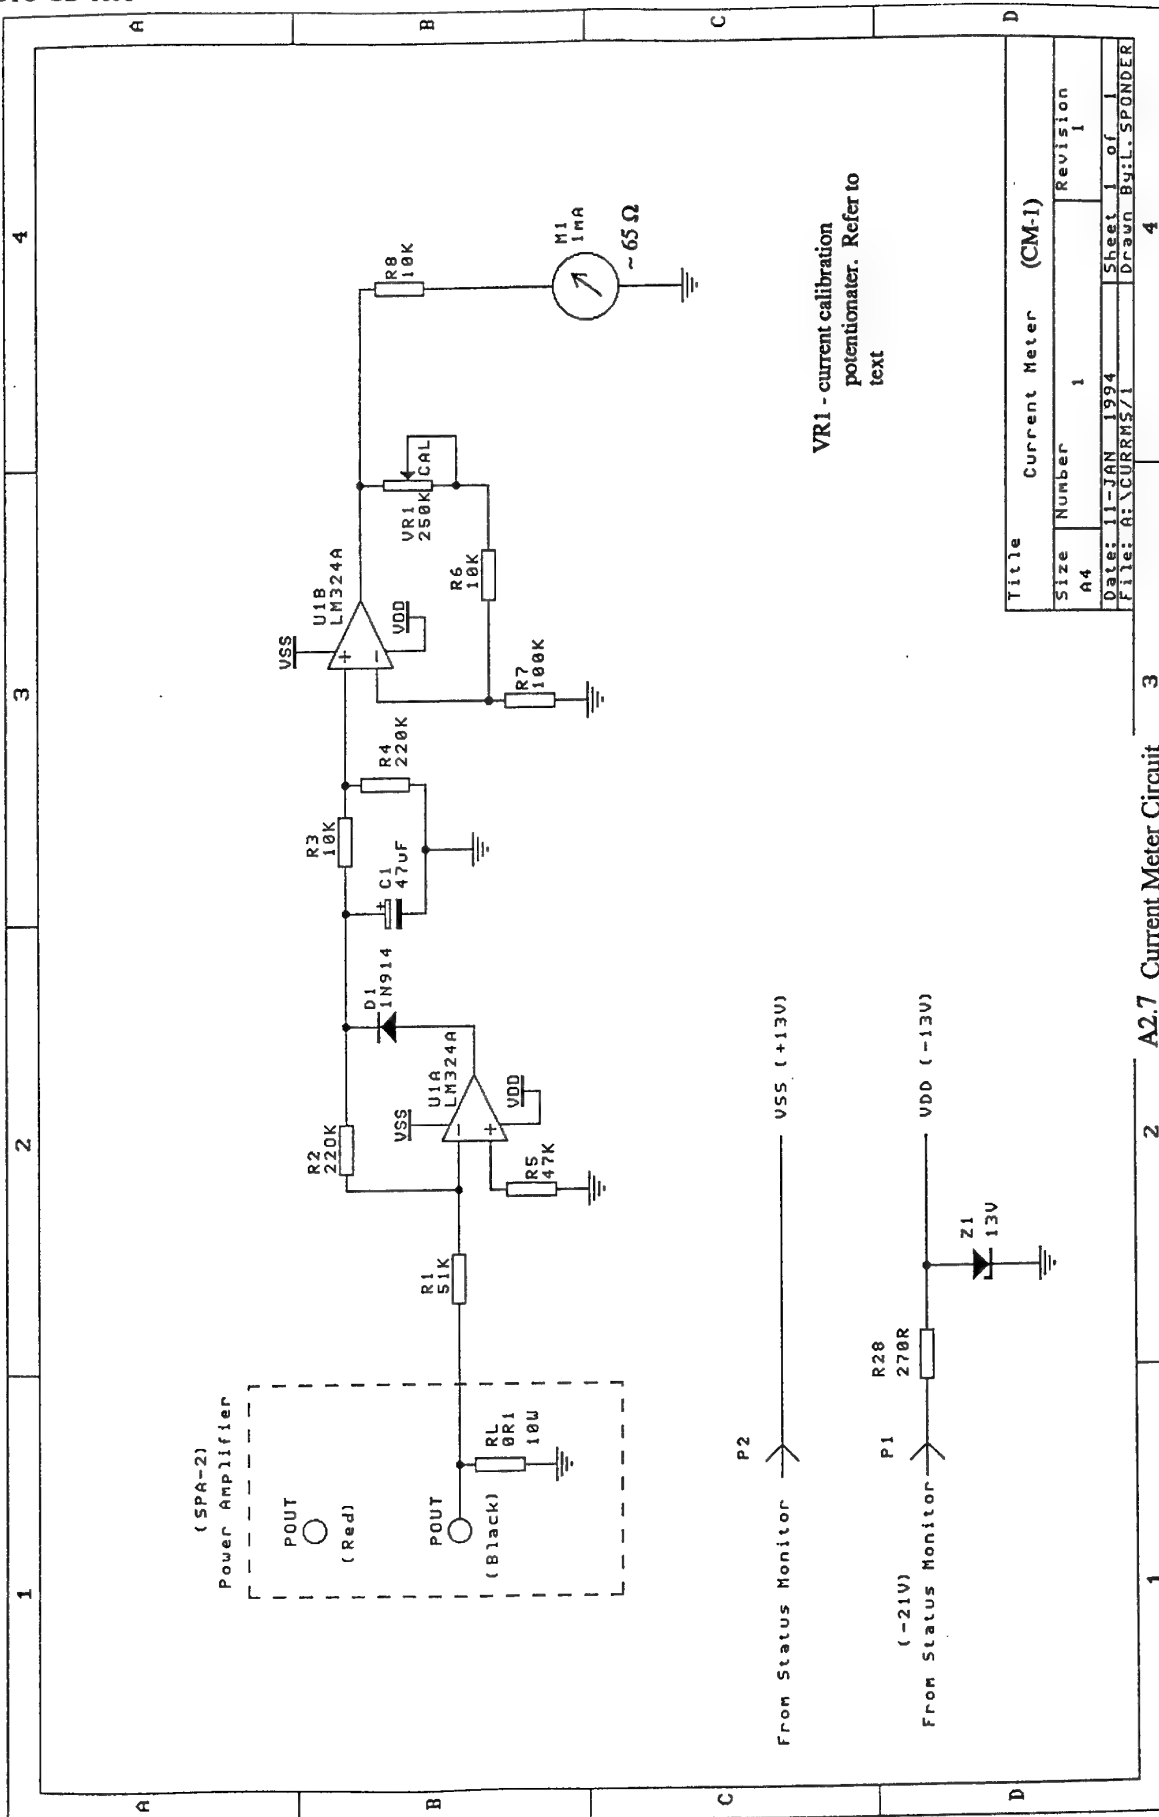 1
2
3
4
A
B
C
D
(SPA-2)
Power Amplifier
POUT
(Red)
POUT
(Black)
RL
0R1
10W
R1
51K
R2
220K
VSS
U1A
LM324A
VDD
R5
47K
D1
1N914
C1
47uF
R3
10K
R4
220K
VSS
U1B
LM324A
VDD
R7
100K
R6
10K
VR1
250K
CAL
R8
10K
M1
1mA
~ 65 Ω
VR1 - current calibration
potentionater. Refer to
text
P2
From Status Monitor
VSS (+13V)
P1
(-21V)
From Status Monitor
R28
270R
VDD (-13V)
Z1
13V
Title
Current Meter (CM-1)
Size
A4
Number
1
Revision
1
Date: 11-JAN 1994
Sheet 1 of 1
File: A:\CURRMS/1
Drawn By:L.SPONDER
A
B
C
D
1
2
3
4
A2.7 Current Meter Circuit